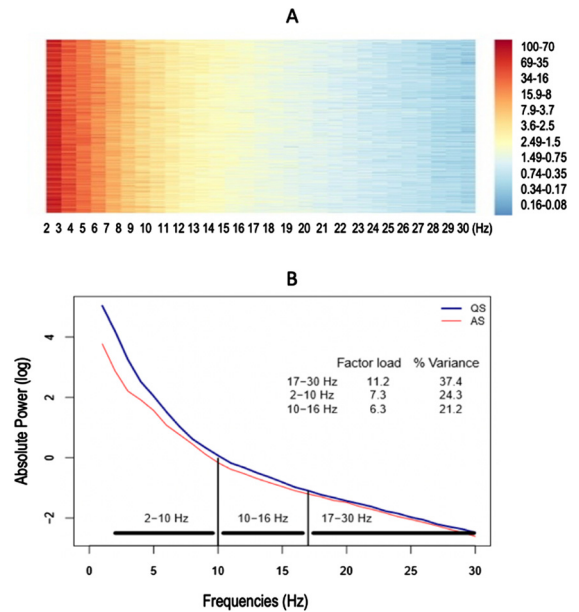 A
100-70
69-35
34-16
15.9-8
7.9-3.7
3.6-2.5
2.49-1.5
1.49-0.75
0.74-0.35
0.34-0.17
0.16-0.08
2 3 4 5 6 7 8 9 10 11 12 13 14 15 16 17 18 19 20 21 22 23 24 25 26 27 28 29 30 (Hz)
B
QS
AS
Factor load % Variance
17-30 Hz 11.2 37.4
2-10 Hz 7.3 24.3
10-16 Hz 6.3 21.2
Absolute Power (log)
4
2
0
-2
2-10 Hz 10-16 Hz 17-30 Hz
0 5 10 15 20 25 30
Frequencies (Hz)